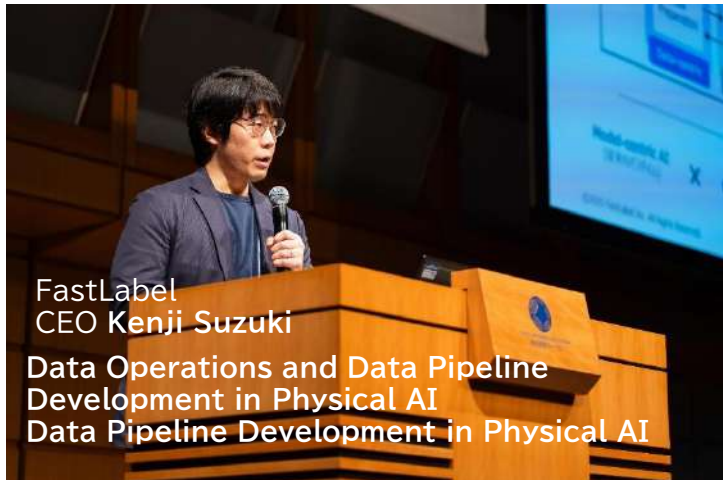 Model-centric AI
X
FastLabel
CEO Kenji Suzuki
Data Operations and Data Pipeline
Development in Physical AI
Data Pipeline Development in Physical AI